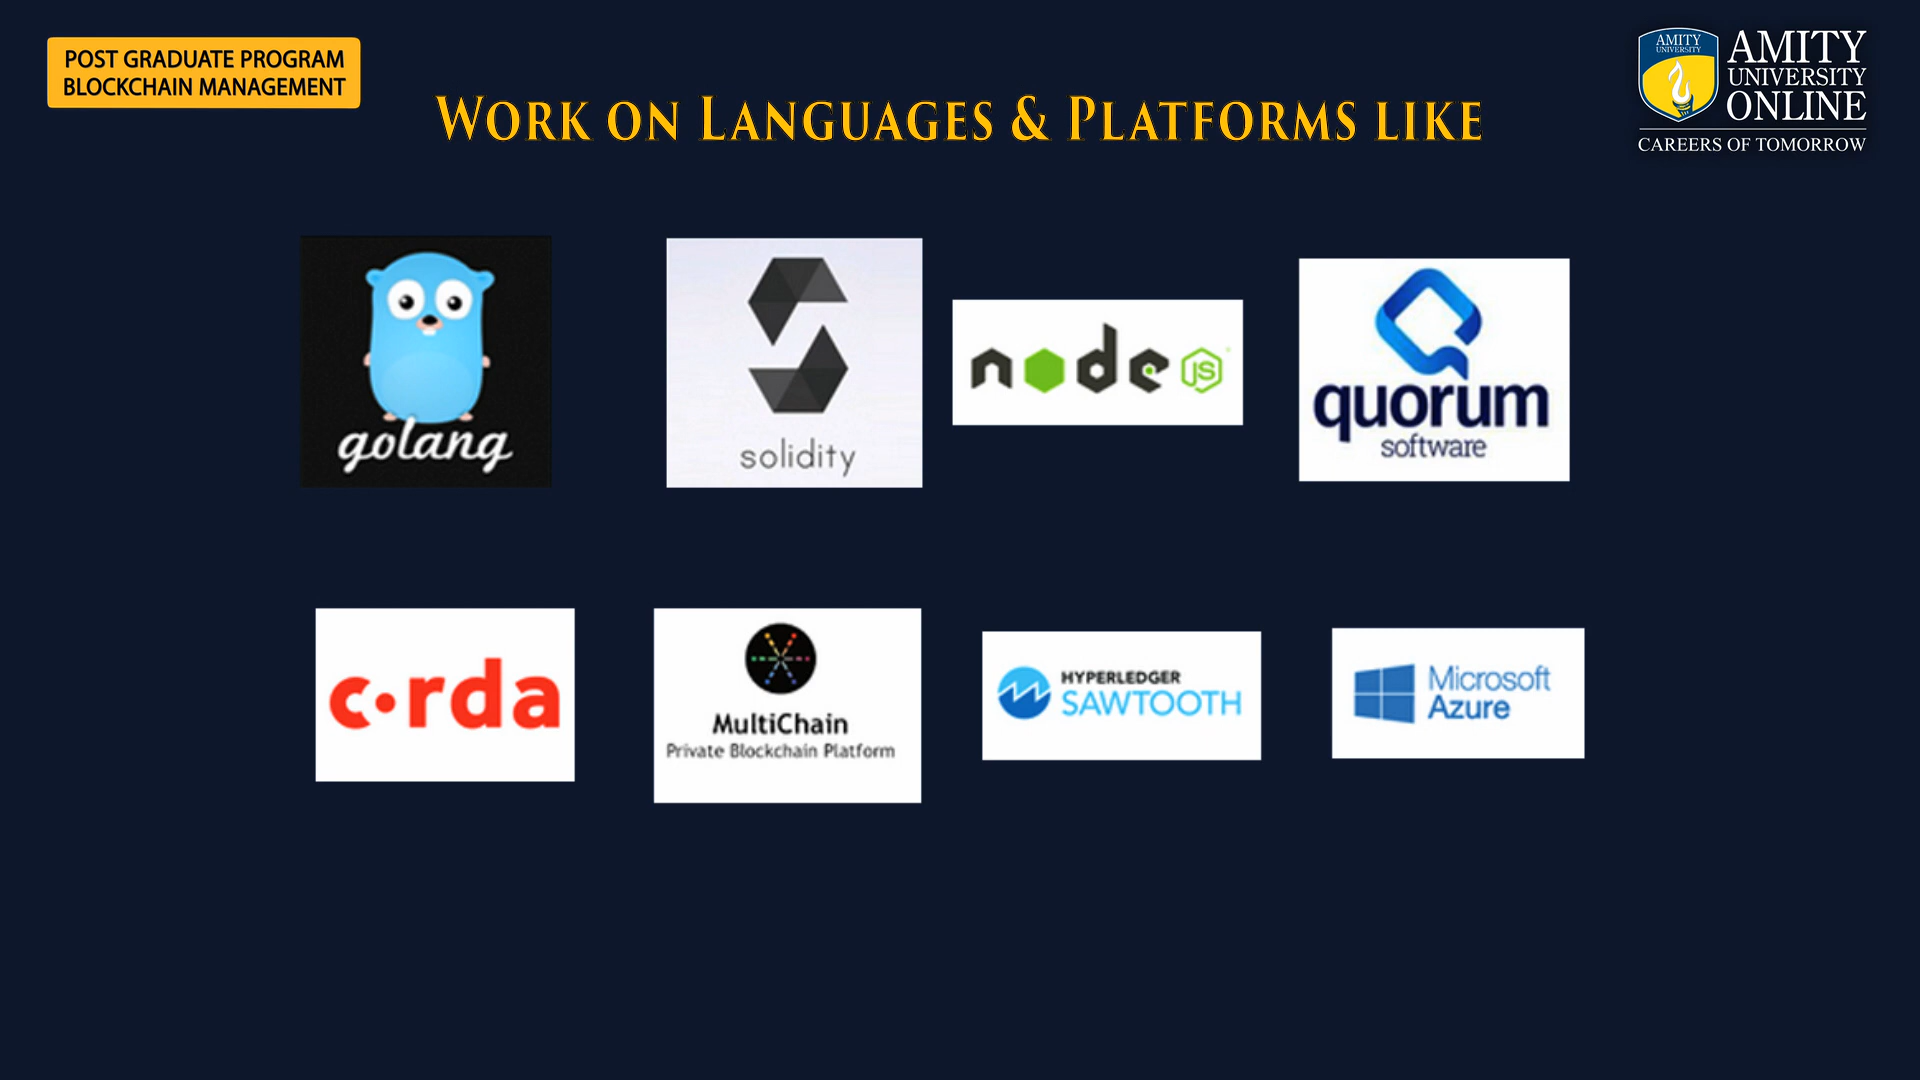 POST GRADUATE PROGRAM
BLOCKCHAIN MANAGEMENT
WORK ON LANGUAGES & PLATFORMS LIKE
AMITY
UNIVERSITY
AMITY
UNIVERSITY
ONLINE
CAREERS OF TOMORROW
golang
solidity
node JS
quorum
software
c•rda
MultiChain
Private Blockchain Platform
HYPERLEDGER
SAWTOOTH
Microsoft
Azure